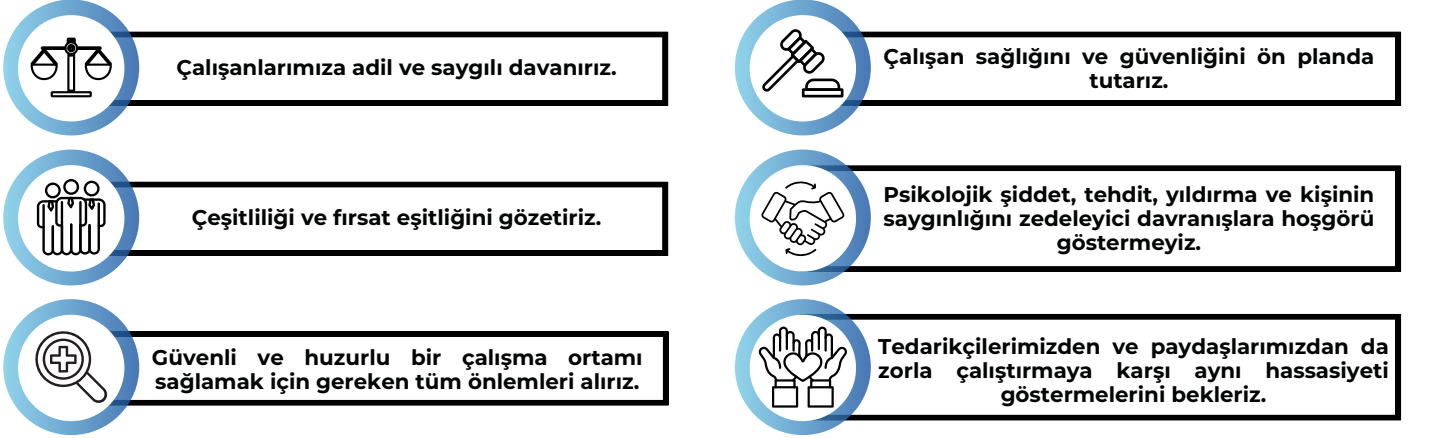 Çalışanlarımıza adil ve saygılı davanırız.
Çeşitliliği ve fırsat eşitliğini gözetiriz.
Güvenli ve huzurlu bir çalışma ortamı
sağlamak için gereken tüm önlemleri alırız.
Çalışan sağlığını ve güvenliğini ön planda
tutarız.
Psikolojik şiddet, tehdit, yıldırma ve kişinin
saygınlığını zedeleyici davranışlara hoşgörü
göstermeyiz.
Tedarikçilerimizden ve paydaşlarımızdan da
zorla çalıştırmaya karşı aynı hassasiyeti
göstermelerini bekleriz.